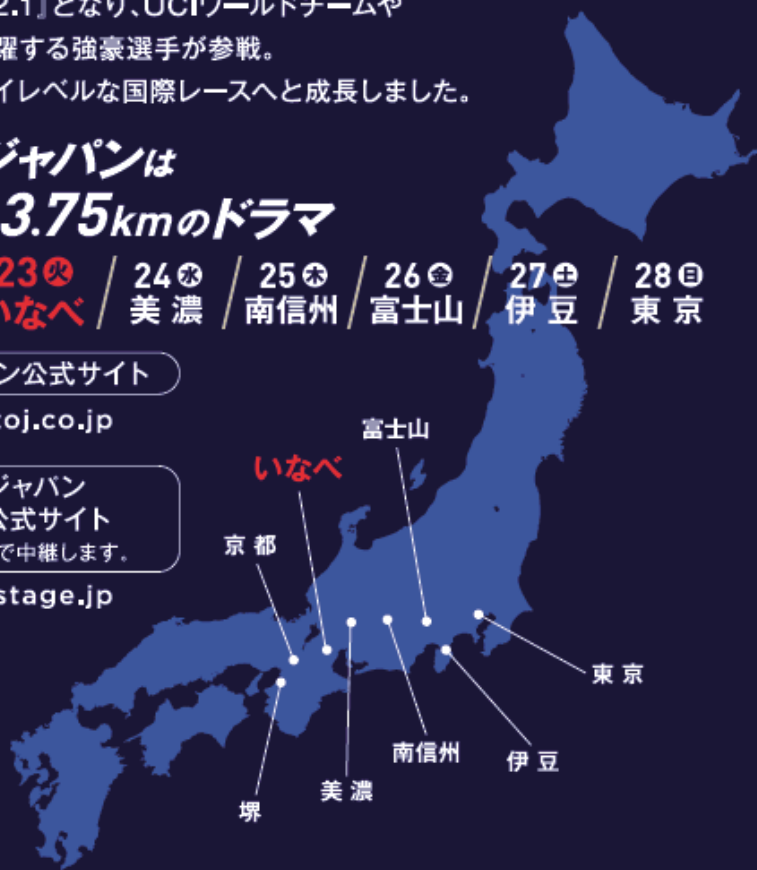 2.1』となり、UCIワールドチームや
躍する強豪選手が参戦。
イレベルな国際レースへと成長しました。
ジャパンは
3.75kmのドラマ
23火 / 24水 / 25木 / 26金 / 27土 / 28日
いなべ / 美濃 / 南信州 / 富士山 / 伊豆 / 東京
ン公式サイト
toj.co.jp
富士山
いなべ
ジャパン
公式サイト
で中継します。
京都
stage.jp
東京
南信州
伊豆
美濃
堺